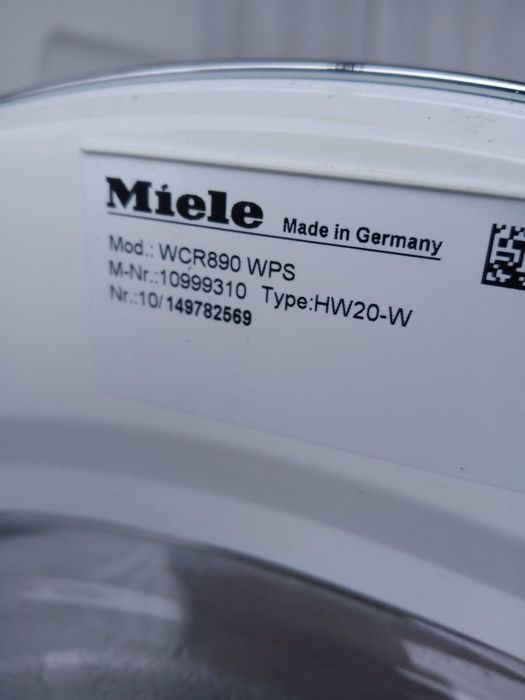 Miele Made in Germany
Mod.: WCR890 WPS
M-Nr.:10999310 Type:HW20-W
Nr.:10/149782569